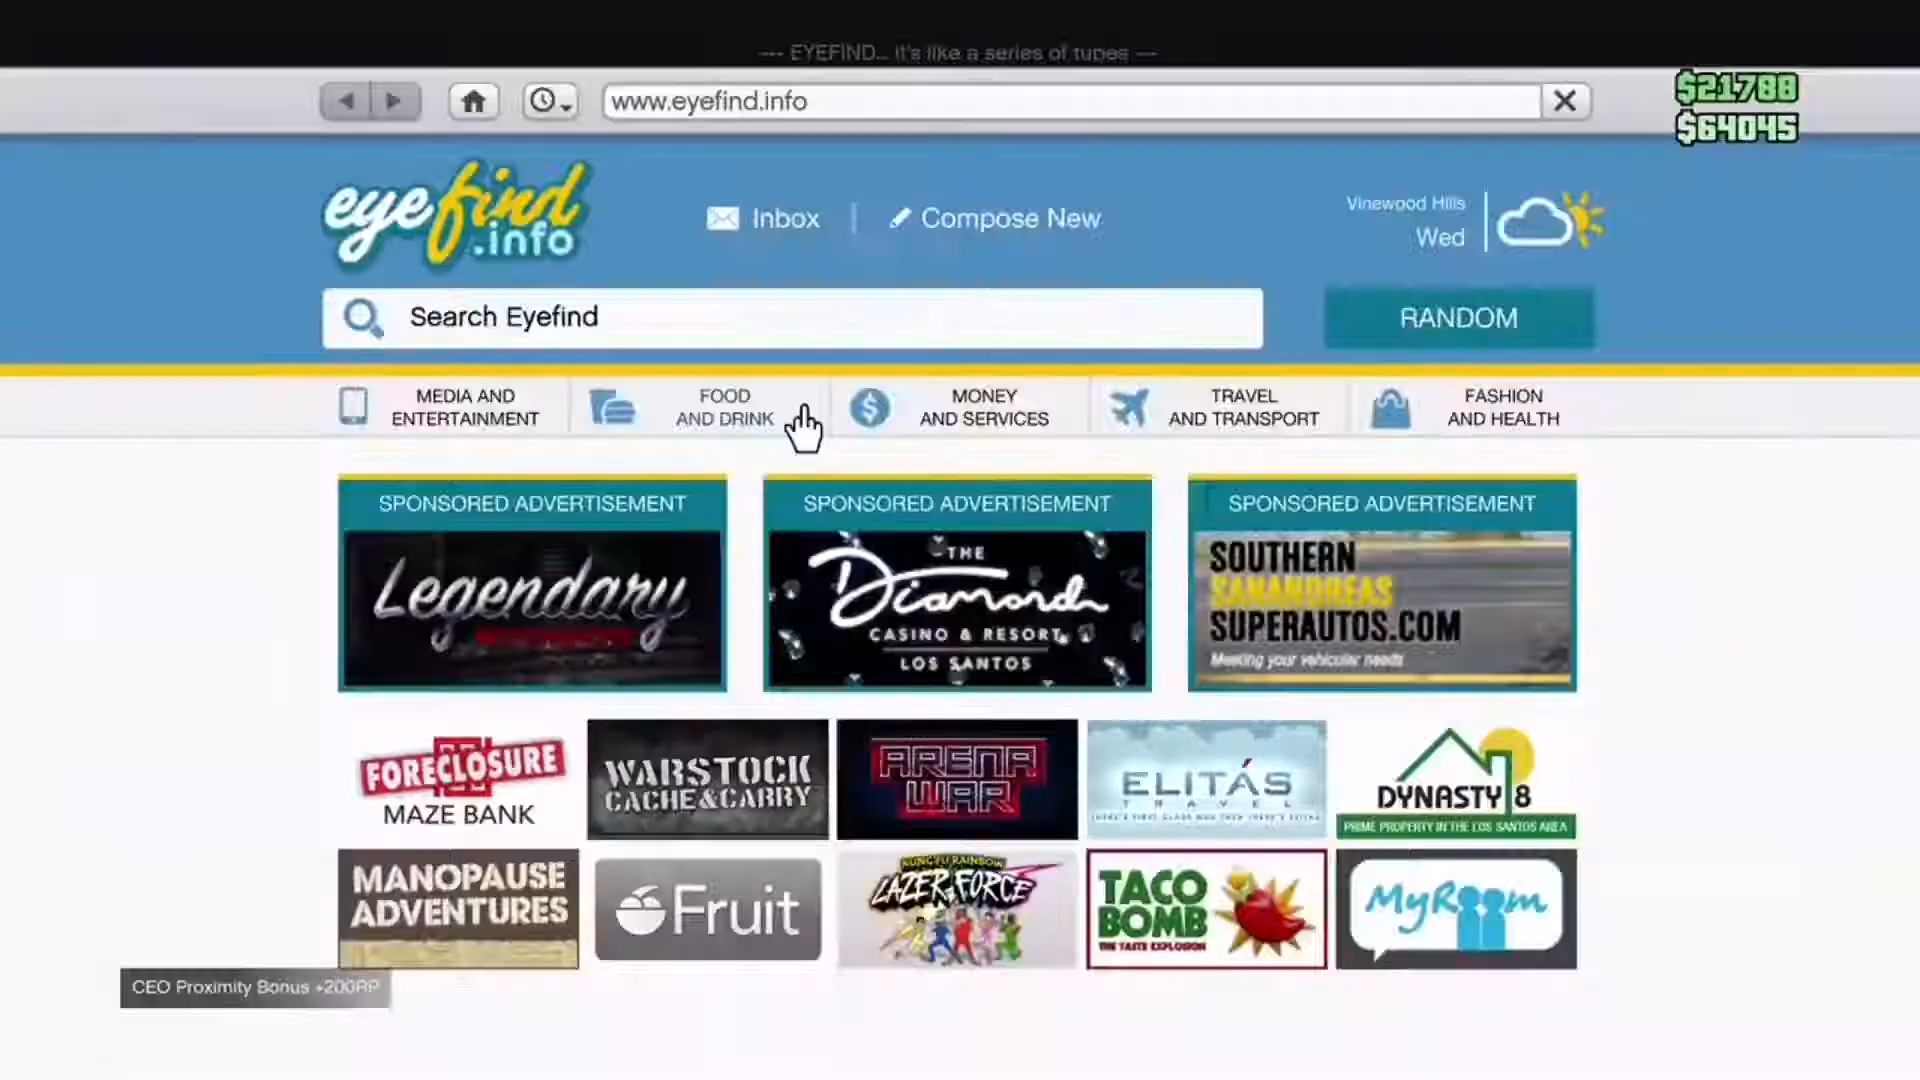 --- EYEFIND... it's like a series of tubes ---
www.eyefind.info
$21788
$64045
eyefind
.info
Inbox
Compose New
Vinewood Hills
Wed
Search Eyefind
RANDOM
MEDIA AND
ENTERTAINMENT
FOOD
AND DRINK
MONEY
AND SERVICES
TRAVEL
AND TRANSPORT
FASHION
AND HEALTH
SPONSORED ADVERTISEMENT
Legendary
SPONSORED ADVERTISEMENT
THE
Diamond
CASINO & RESORT
LOS SANTOS
SPONSORED ADVERTISEMENT
SOUTHERN
SANANDREAS
SUPERAUTOS.COM
Meeting your vehicular needs
FORECLOSURE
MAZE BANK
WARSTOCK
CACHE&CARRY
ARENA
WAR
ELITÁS
TRAVEL
DYNASTY 8
PRIME PROPERTY IN THE LOS SANTOS AREA
MANOPAUSE
ADVENTURES
Fruit
KUNG FU RAINBOW
LAZER FORCE
TACO
BOMB
THE TASTE EXPLOSION
MyRoom
CEO Proximity Bonus +200RP